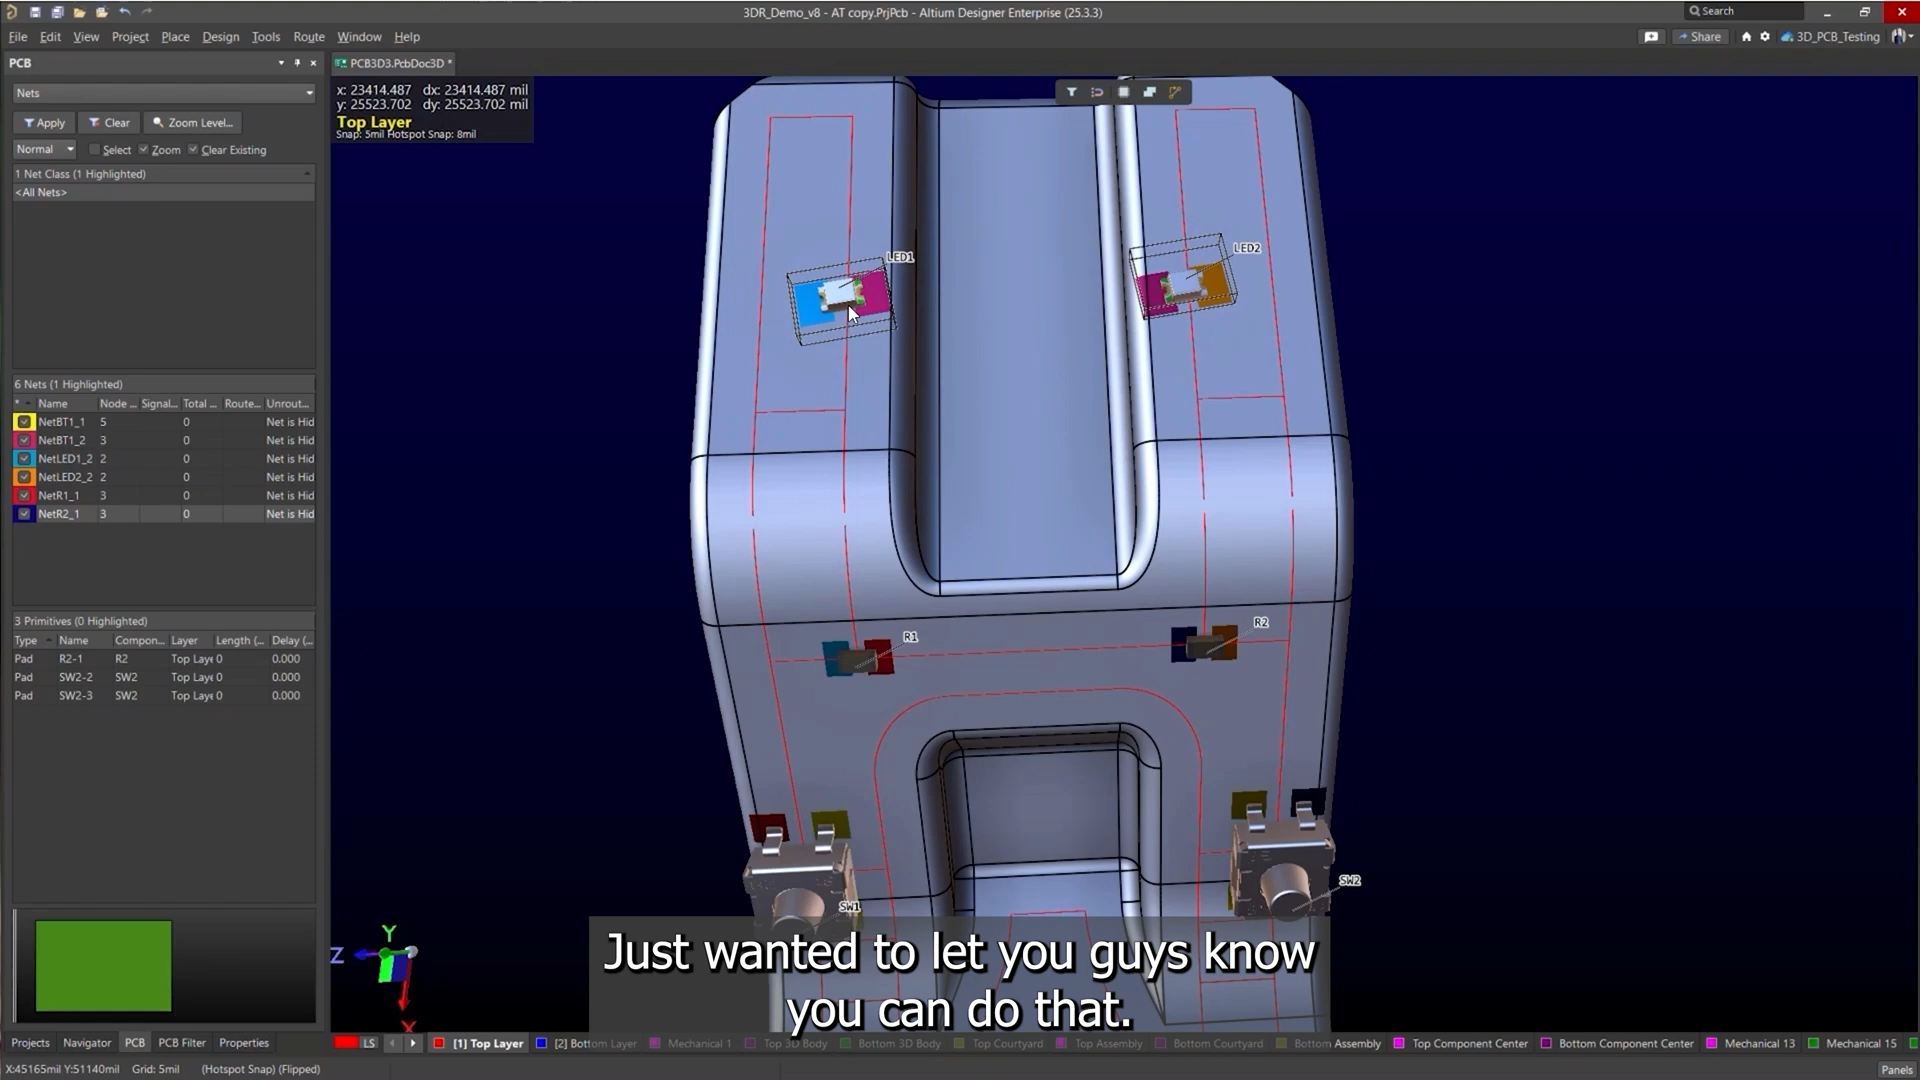 3DR_Demo_v8 - AT copy.PrjPcb - Altium Designer Enterprise (25.3.3)
Search
File Edit View Project Place Design Tools Route Window Help
Share
3D_PCB_Testing
PCB
PCB3D3.PcbDoc3D *
Nets
x: 23414.487 dx: 23414.487 mil
y: 25523.702 dy: 25523.702 mil
Top Layer
Snap: 5mil Hotspot Snap: 8mil
Apply Clear Zoom Level...
Normal Select Zoom Clear Existing
1 Net Class (1 Highlighted)
<All Nets>
LED1
LED2
6 Nets (1 Highlighted)
* Name Node ... Signal... Total ... Route... Unrout...
NetBT1_1 5 0 Net is Hid
NetBT1_2 3 0 Net is Hid
NetLED1_2 2 0 Net is Hid
NetLED2_2 2 0 Net is Hid
NetR1_1 3 0 Net is Hid
NetR2_1 3 0 Net is Hid
3 Primitives (0 Highlighted)
Type Name Compon... Layer Length (... Delay (...
Pad R2-1 R2 Top Laye 0 0.000
Pad SW2-2 SW2 Top Laye 0 0.000
Pad SW2-3 SW2 Top Laye 0 0.000
R1
R2
SW1
SW2
Y
Z
X
Just wanted to let you guys know
you can do that.
Projects Navigator PCB PCB Filter Properties
LS [1] Top Layer [2] Bottom Layer Mechanical 1 Top 3D Body Bottom 3D Body Top Courtyard Top Assembly Bottom Courtyard Bottom Assembly Top Component Center Bottom Component Center Mechanical 13 Mechanical 15
X:45165mil Y:51140mil Grid: 5mil (Hotspot Snap) (Flipped)
Panels